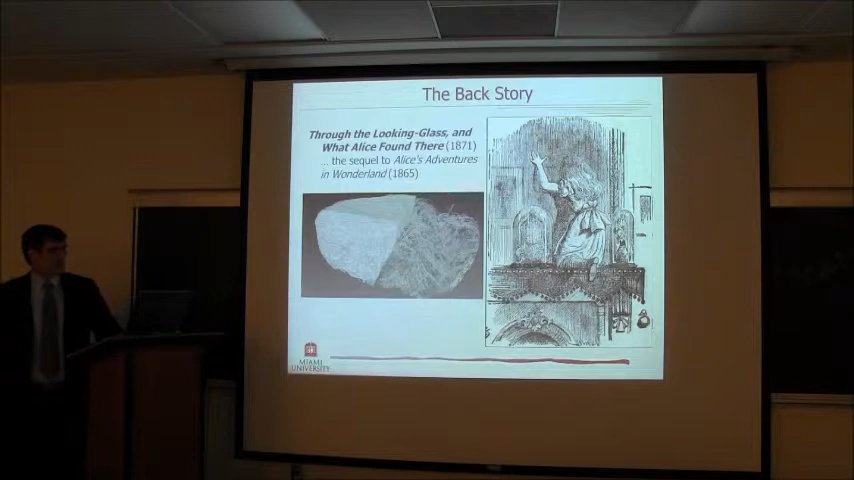 The Back Story
Through the Looking-Glass, and
What Alice Found There (1871)
... the sequel to Alice's Adventures
in Wonderland (1865)
MIAMI
UNIVERSITY